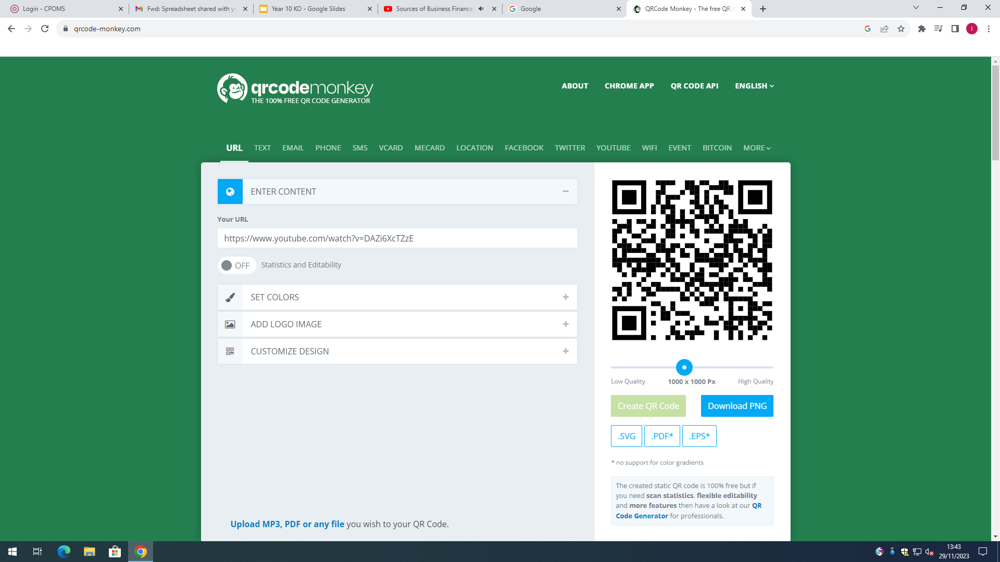 Login - CPOMS
Fwd: Spreadsheet shared with yo
Year 10 KO - Google Slides
Sources of Business Finance
Google
QRCode Monkey - The free QR C
qrcode-monkey.com
I
qrcodemonkey
THE 100% FREE QR CODE GENERATOR
ABOUT
CHROME APP
QR CODE API
ENGLISH
URL
TEXT
EMAIL
PHONE
SMS
VCARD
MECARD
LOCATION
FACEBOOK
TWITTER
YOUTUBE
WIFI
EVENT
BITCOIN
MORE
ENTER CONTENT
Your URL
https://www.youtube.com/watch?v=DAZi6XcTZzE
OFF
Statistics and Editability
SET COLORS
ADD LOGO IMAGE
CUSTOMIZE DESIGN
Upload MP3, PDF or any file you wish to your QR Code.
Low Quality
1000 x 1000 Px
High Quality
Create QR Code
Download PNG
.SVG
.PDF*
.EPS*
* no support for color gradients
The created static QR code is 100% free but if
you need scan statistics, flexible editability
and more features then have a look at our QR
Code Generator for professionals.
13:43
29/11/2023